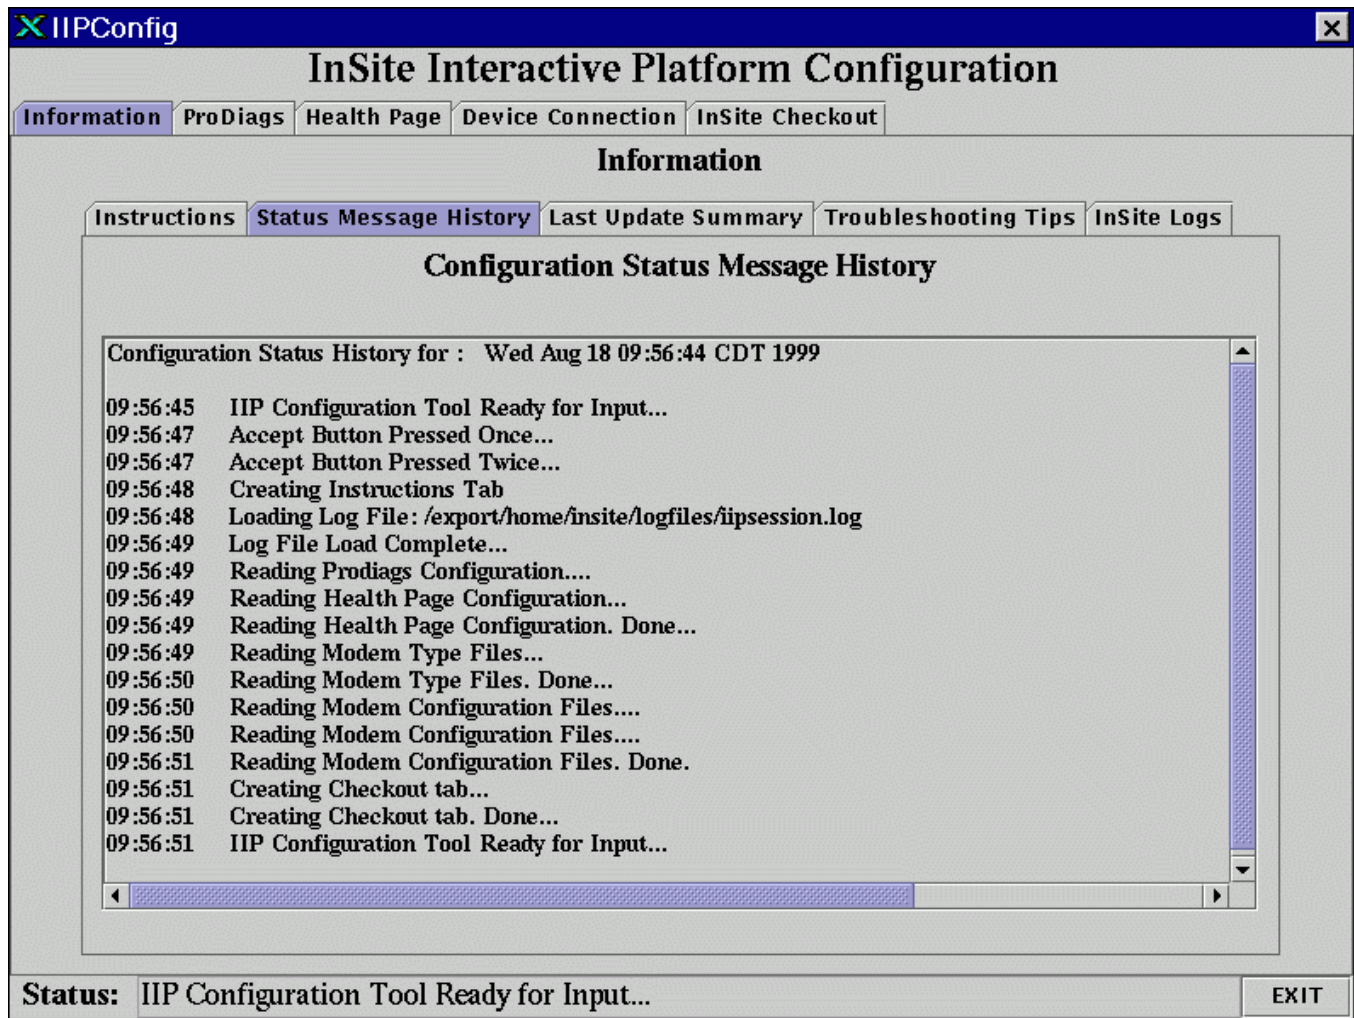 IIPConfig
InSite Interactive Platform Configuration
Information ProDiags Health Page Device Connection InSite Checkout
Information
Instructions Status Message History Last Update Summary Troubleshooting Tips InSite Logs
Configuration Status Message History
Configuration Status History for : Wed Aug 18 09:56:44 CDT 1999
09:56:45 IIP Configuration Tool Ready for Input...
09:56:47 Accept Button Pressed Once...
09:56:47 Accept Button Pressed Twice...
09:56:48 Creating Instructions Tab
09:56:48 Loading Log File: /export/home/insite/logfiles/iipsession.log
09:56:49 Log File Load Complete...
09:56:49 Reading Prodiags Configuration....
09:56:49 Reading Health Page Configuration...
09:56:49 Reading Health Page Configuration. Done...
09:56:49 Reading Modem Type Files...
09:56:50 Reading Modem Type Files. Done...
09:56:50 Reading Modem Configuration Files....
09:56:50 Reading Modem Configuration Files....
09:56:51 Reading Modem Configuration Files. Done.
09:56:51 Creating Checkout tab...
09:56:51 Creating Checkout tab. Done...
09:56:51 IIP Configuration Tool Ready for Input...
Status: IIP Configuration Tool Ready for Input... EXIT